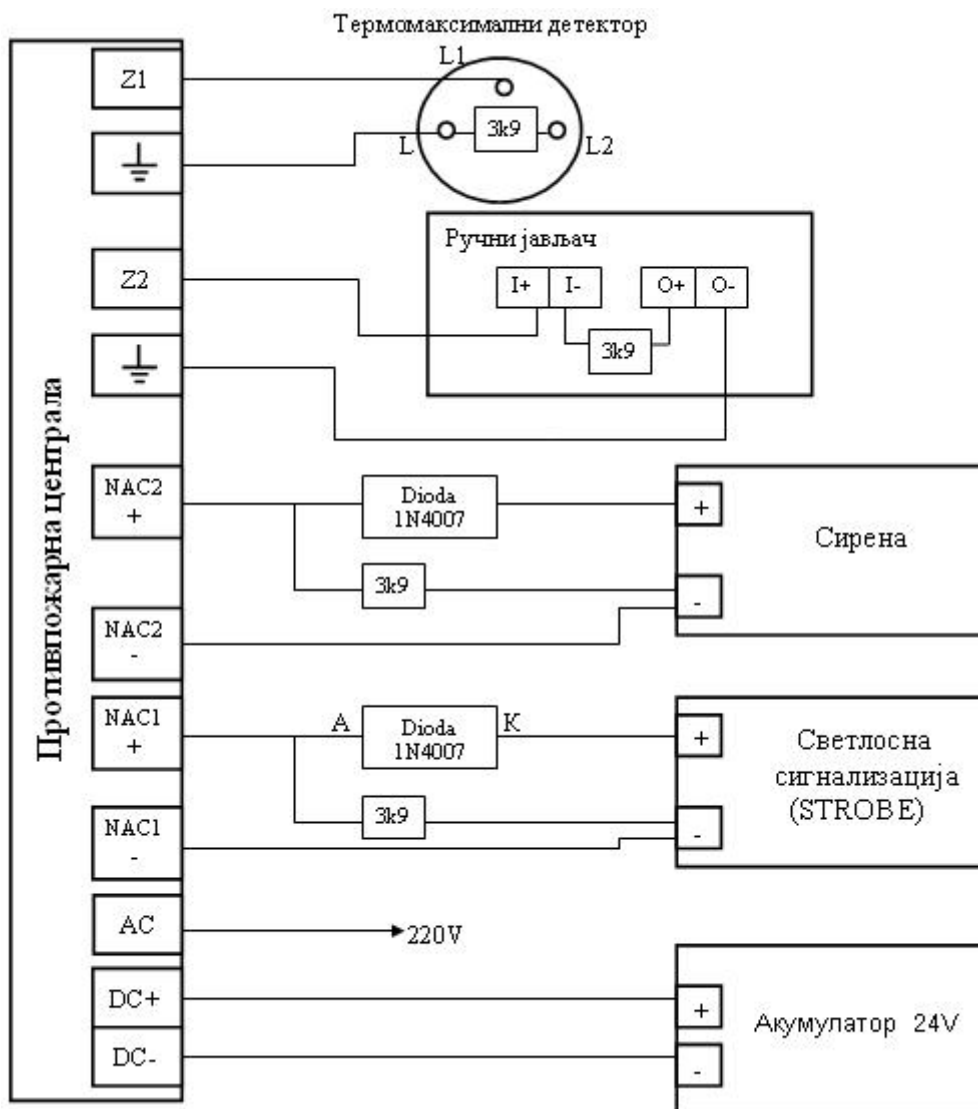 Термомаксимални детектор
Z1
L1
3k9
L
L2
Ручни јављач
Z2
I+
I-
O+
O-
3k9
Противпожарна централа
NAC2
+
Dioda
1N4007
+
Сирена
3k9
-
NAC2
-
NAC1
+
A
Dioda
1N4007
K
+
Светлосна
сигнализација
(STROBE)
3k9
-
NAC1
-
AC
220V
DC+
+
Акумулатор 24V
DC-
-